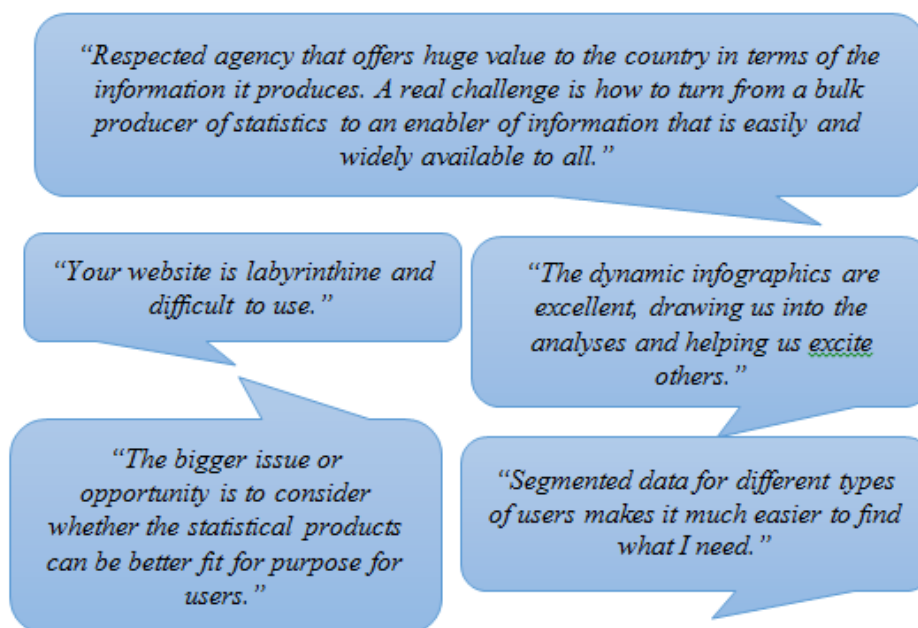 “Respected agency that offers huge value to the country in terms of the
information it produces. A real challenge is how to turn from a bulk
producer of statistics to an enabler of information that is easily and
widely available to all.”
“Your website is labyrinthine and
difficult to use.”
“The dynamic infographics are
excellent, drawing us into the
analyses and helping us excite
others.”
“The bigger issue or
opportunity is to consider
whether the statistical products
can be better fit for purpose for
users.”
“Segmented data for different types
of users makes it much easier to find
what I need.”